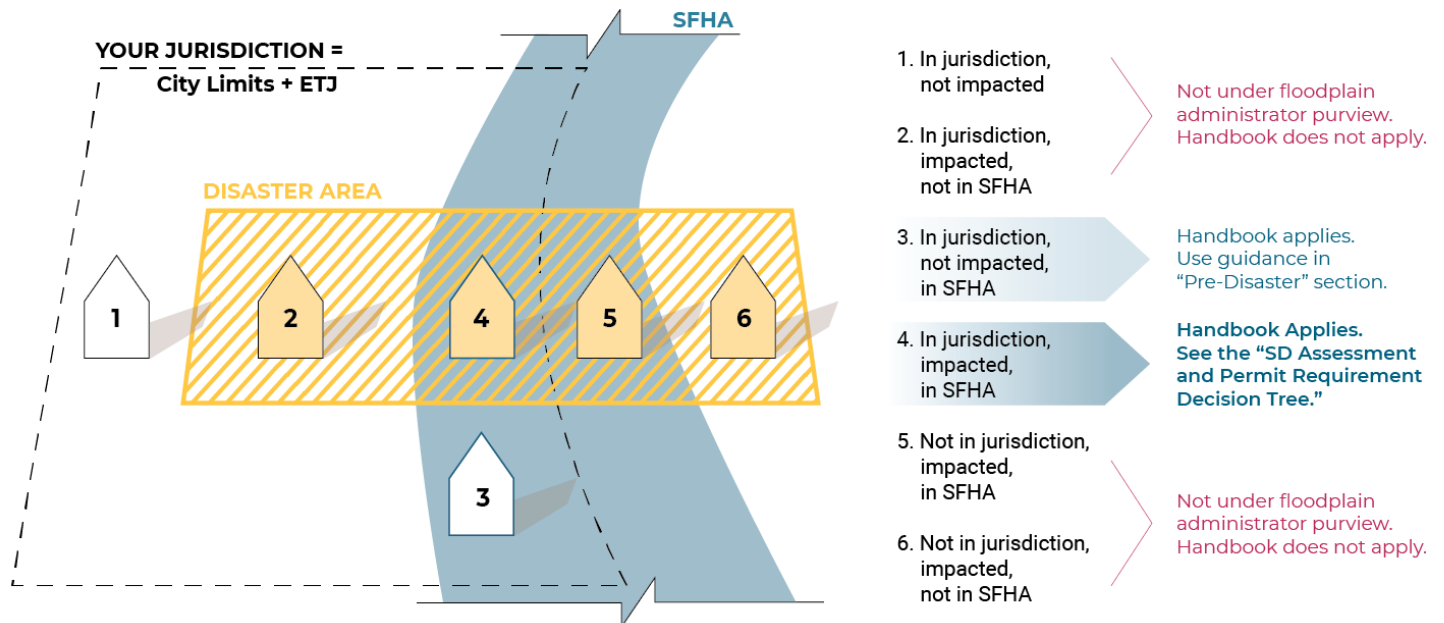 SFHA
YOUR JURISDICTION =
City Limits + ETJ
DISASTER AREA
1
2
4
5
6
3
1. In jurisdiction,
not impacted
2. In jurisdiction,
impacted,
not in SFHA
Not under floodplain
administrator purview.
Handbook does not apply.
3. In jurisdiction,
not impacted,
in SFHA
Handbook applies.
Use guidance in
“Pre-Disaster” section.
4. In jurisdiction,
impacted,
in SFHA
Handbook Applies.
See the “SD Assessment
and Permit Requirement
Decision Tree.”
5. Not in jurisdiction,
impacted,
in SFHA
6. Not in jurisdiction,
impacted,
not in SFHA
Not under floodplain
administrator purview.
Handbook does not apply.